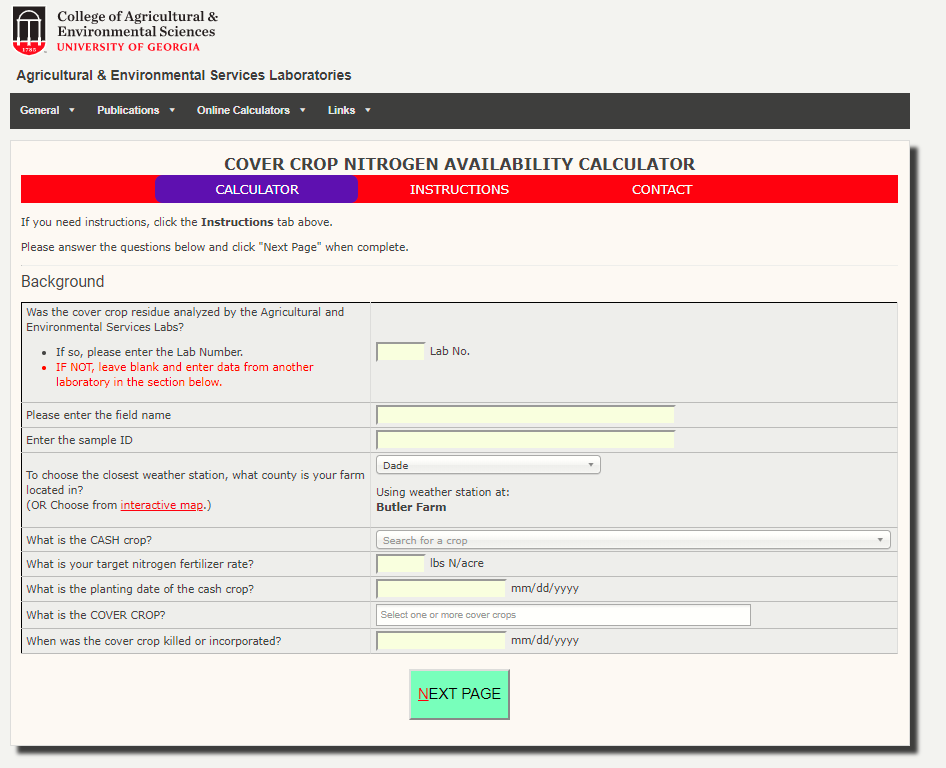 College of Agricultural &
Environmental Sciences
UNIVERSITY OF GEORGIA
1785
Agricultural & Environmental Services Laboratories
General Publications Online Calculators Links
COVER CROP NITROGEN AVAILABILITY CALCULATOR
CALCULATOR INSTRUCTIONS CONTACT
If you need instructions, click the Instructions tab above.
Please answer the questions below and click "Next Page" when complete.
Background
Was the cover crop residue analyzed by the Agricultural and
Environmental Services Labs?
• If so, please enter the Lab Number.
• IF NOT, leave blank and enter data from another
laboratory in the section below.
Lab No.
Please enter the field name
Enter the sample ID
To choose the closest weather station, what county is your farm
located in?
(OR Choose from interactive map.)
Dade
Using weather station at:
Butler Farm
What is the CASH crop? Search for a crop
What is your target nitrogen fertilizer rate? lbs N/acre
What is the planting date of the cash crop? mm/dd/yyyy
What is the COVER CROP? Select one or more cover crops
When was the cover crop killed or incorporated? mm/dd/yyyy
NEXT PAGE